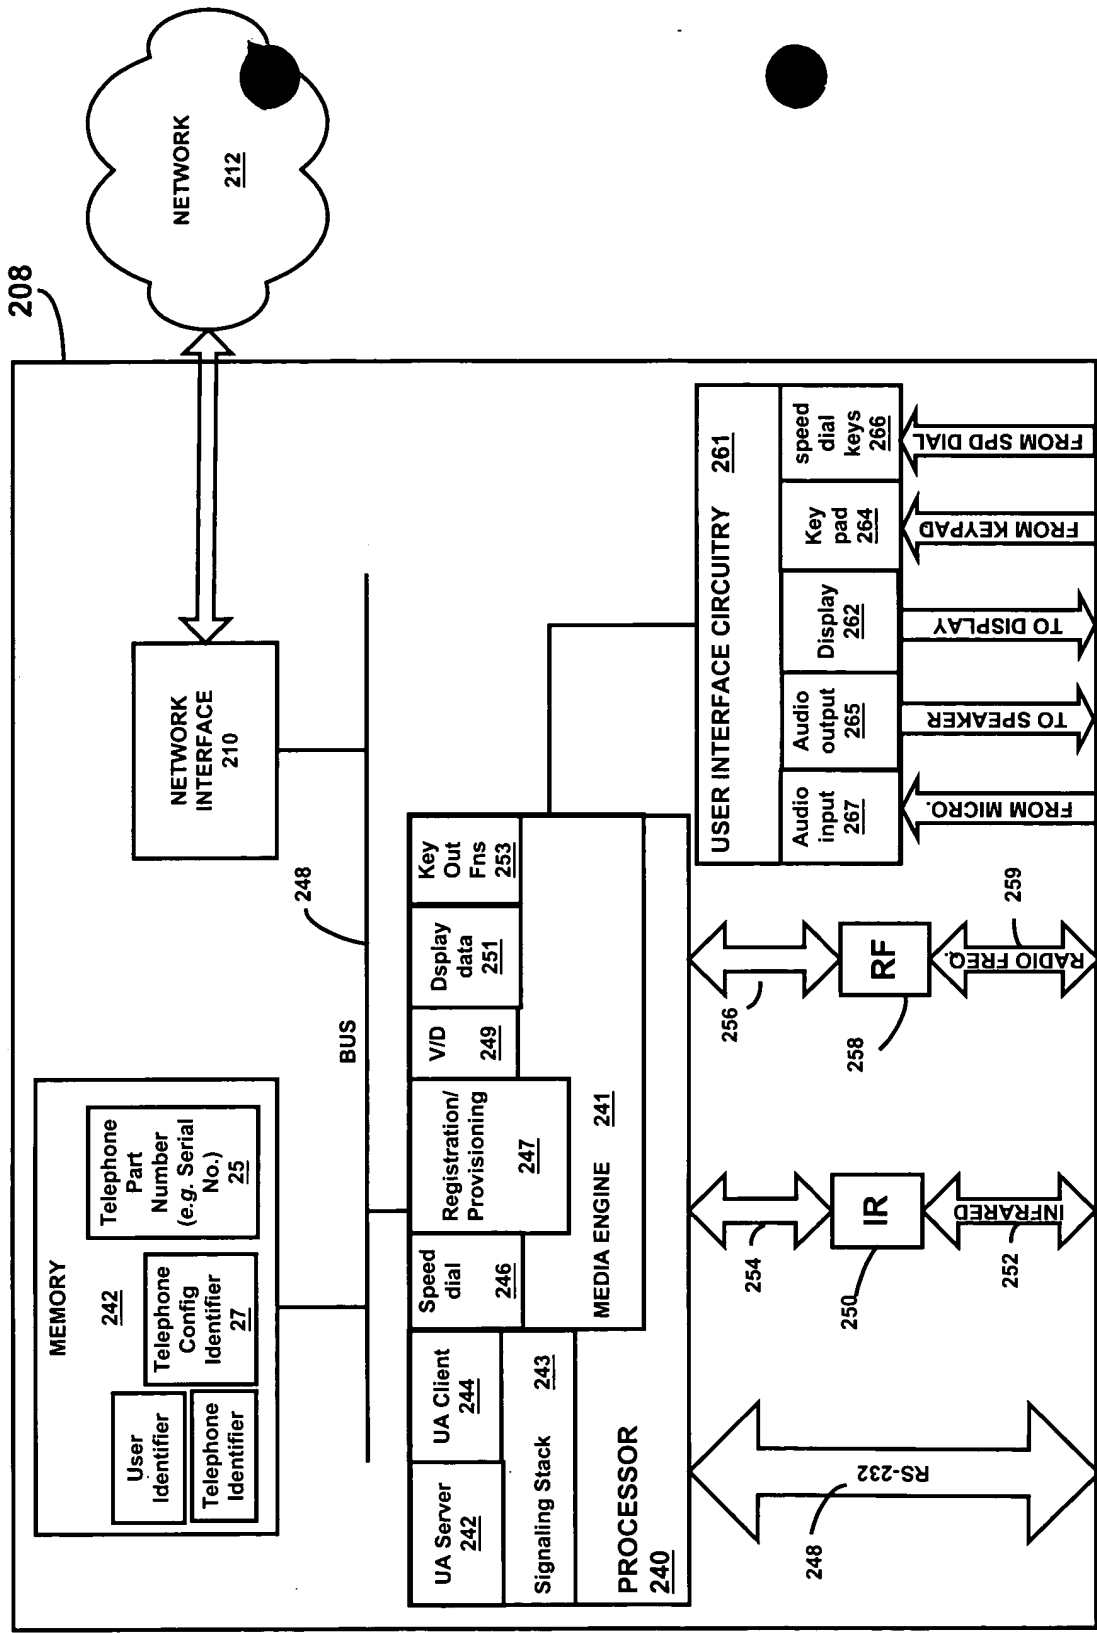 208
NETWORK
212
MEMORY
242
User
Identifier
Telephone
Identifier
Telephone
Config
Identifier
27
Telephone
Part
Number
(e.g. Serial
No.)
25
NETWORK
INTERFACE
210
BUS
248
UA Server
242
UA Client
244
Signaling Stack
243
PROCESSOR
240
Speed
dial
246
Registration/
Provisioning
247
V/D
249
Dsplay
data
251
Key
Out
Fns
253
MEDIA ENGINE
241
USER INTERFACE CIRCUITRY
261
Audio
input
267
Audio
output
265
Display
262
Key
pad
264
speed
dial
keys
266
RS-232
248
254
IR
250
INFRARED
252
256
RF
258
RADIO FREQ.
259
FROM MICRO.
TO SPEAKER
TO DISPLAY
FROM KEYPAD
FROM SPD DIAL